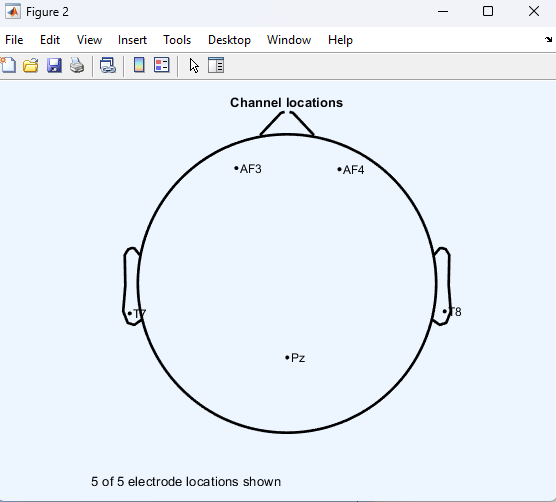 Figure 2
File Edit View Insert Tools Desktop Window Help
Channel locations
AF3 AF4
T7 T8
Pz
5 of 5 electrode locations shown